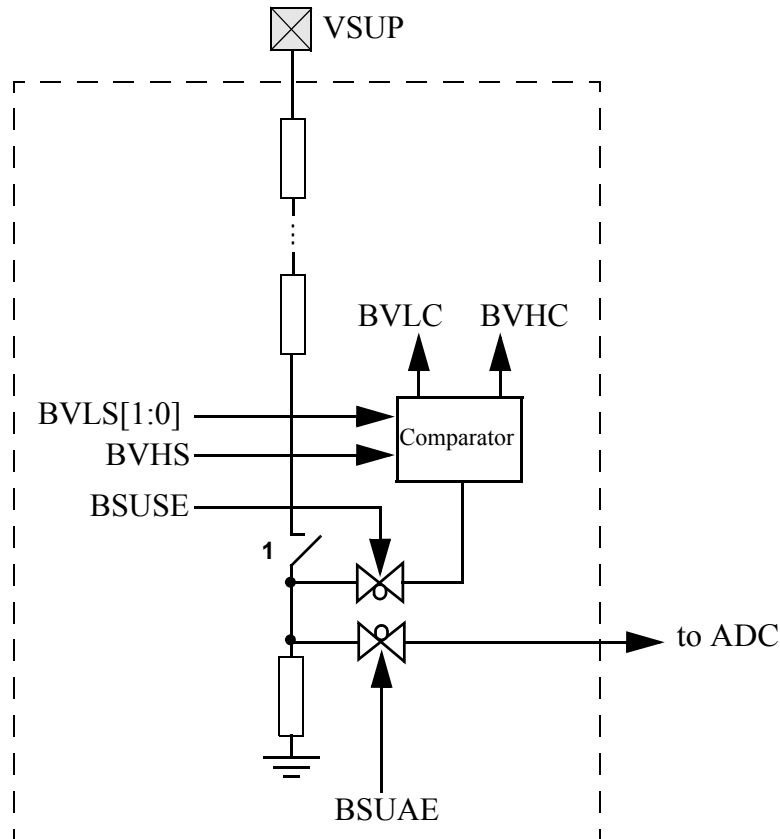 VSUP
BVLC
BVHC
BVLS[1:0]
Comparator
BVHS
BSUSE
1
to ADC
BSUAE